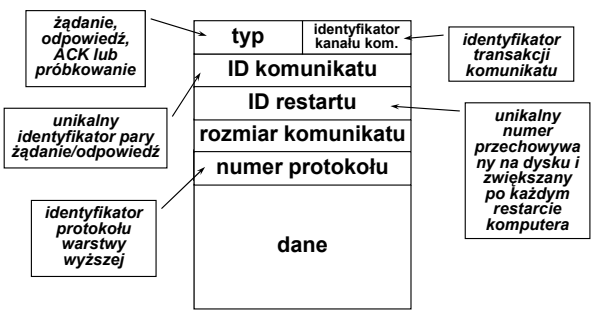 żądanie,
odpowiedź,
ACK lub
próbkowanie
typ
identyfikator
kanału kom.
identyfikator
transakcji
komunikatu
ID komunikatu
unikalny
identyfikator pary
żądanie/odpowiedź
ID restartu
rozmiar komunikatu
unikalny
numer
przechowywa
ny na dysku i
zwiększany
po każdym
restarcie
komputera
numer protokołu
identyfikator
protokołu
warstwy
wyższej
dane